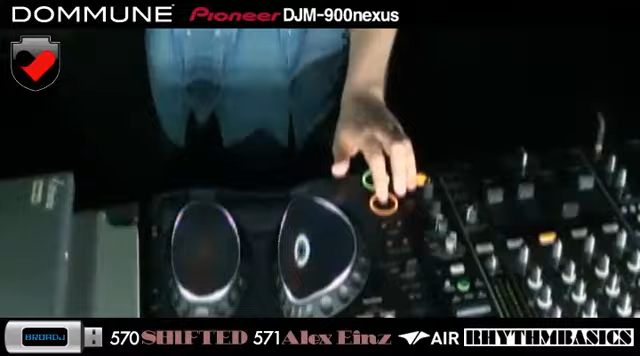 DOMMUNE Pioneer DJM-900nexus
BROADJ 570 SHIFTED 571 Alex Einz AIR RHYTHMBASICS